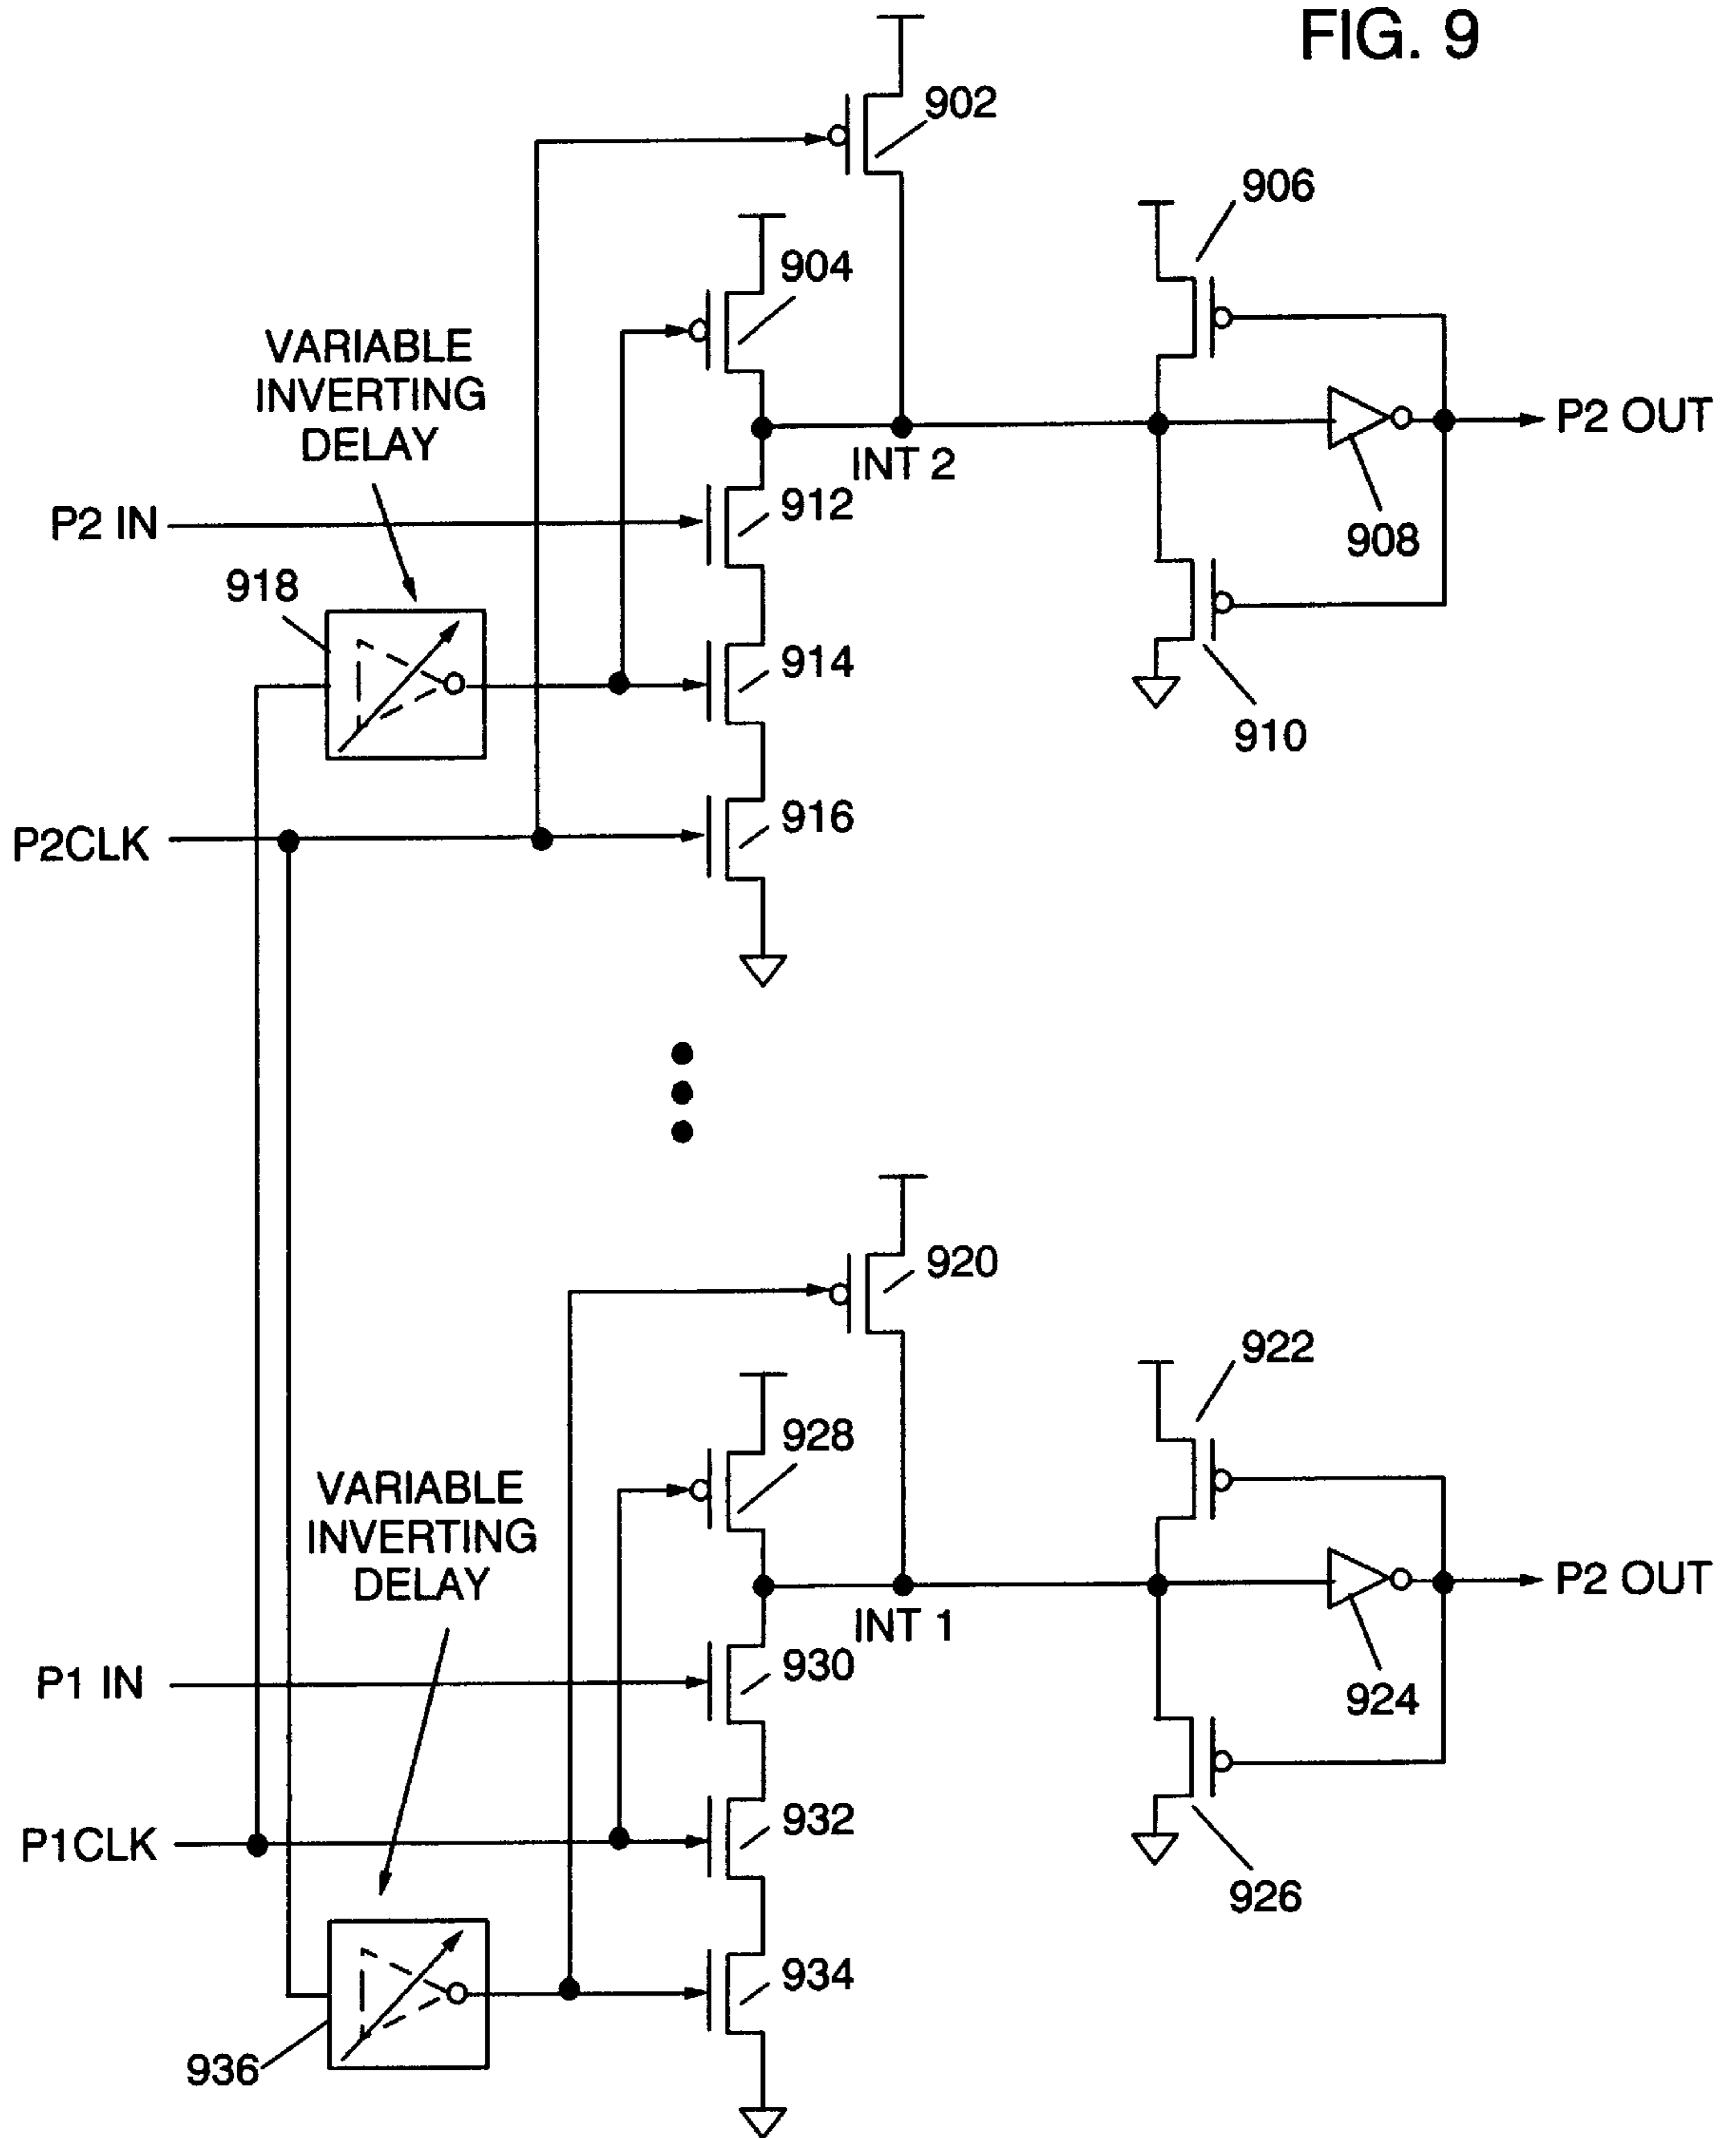 FIG. 9
902
906
904
VARIABLE
INVERTING
DELAY
P2 OUT
INT 2
P2 IN
912
908
918
914
910
P2CLK
916
920
922
928
VARIABLE
INVERTING
DELAY
P2 OUT
INT 1
P1 IN
930
924
P1CLK
932
926
934
936